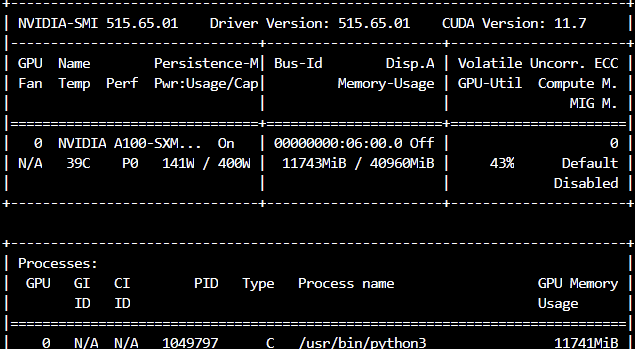 NVIDIA-SMI 515.65.01    Driver Version: 515.65.01    CUDA Version: 11.7
GPU  Name        Persistence-M| Bus-Id        Disp.A | Volatile Uncorr. ECC
Fan  Temp  Perf  Pwr:Usage/Cap|         Memory-Usage | GPU-Util  Compute M.
MIG M.
0  NVIDIA A100-SXM...  On   | 00000000:06:00.0 Off |                    0
N/A   39C    P0   141W / 400W |  11743MiB / 40960MiB |     43%      Default
Disabled
Processes:
GPU   GI   CI        PID   Type   Process name                  GPU Memory
ID   ID                                                   Usage
0   N/A  N/A   1049797      C   /usr/bin/python3                11741MiB